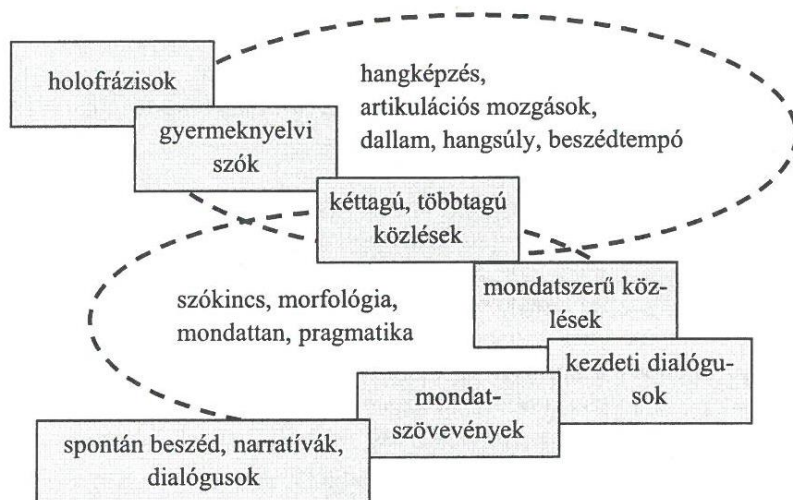 holofrázisok
hangképzés,
artikulációs mozgások,
dallam, hangsúly, beszédtempó
gyermeknyelvi
szók
kéttagú, többtagú
közlések
szókincs, morfológia,
mondattan, pragmatika
mondatszerű köz-
lések
kezdeti dialógu-
sok
mondat-
szövevények
spontán beszéd, narratívák,
dialógusok